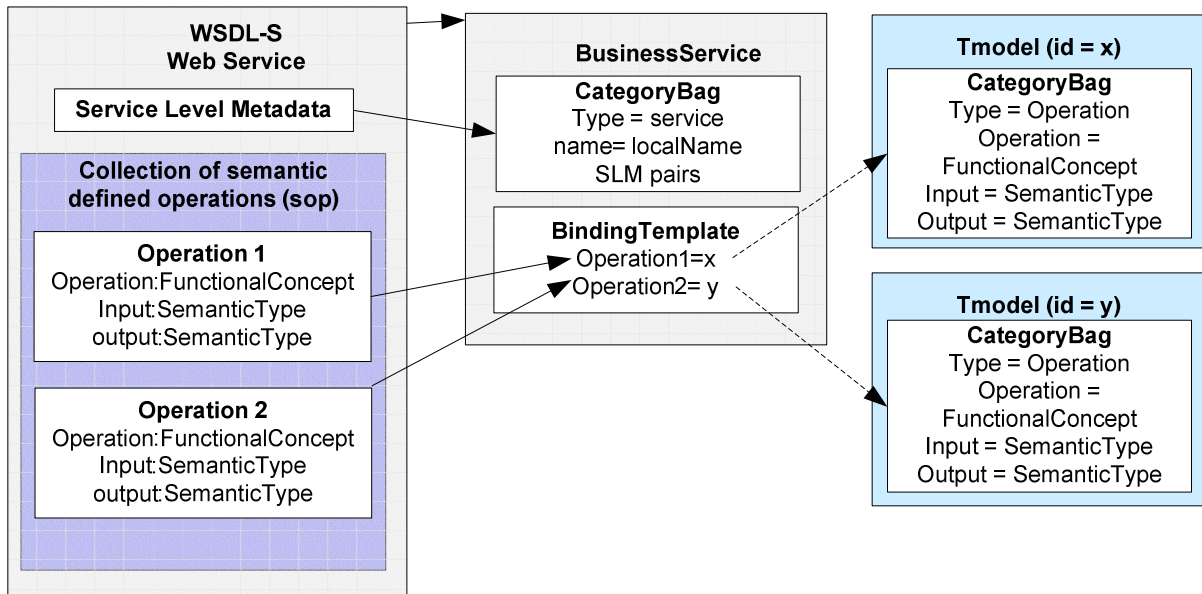 WSDL-S
Web Service
Service Level Metadata
Collection of semantic
defined operations (sop)
Operation 1
Operation:FunctionalConcept
Input:SemanticType
output:SemanticType
Operation 2
Operation:FunctionalConcept
Input:SemanticType
output:SemanticType
BusinessService
CategoryBag
Type = service
name= localName
SLM pairs
BindingTemplate
Operation1=x
Operation2= y
Tmodel (id = x)
CategoryBag
Type = Operation
Operation =
FunctionalConcept
Input = SemanticType
Output = SemanticType
Tmodel (id = y)
CategoryBag
Type = Operation
Operation =
FunctionalConcept
Input = SemanticType
Output = SemanticType